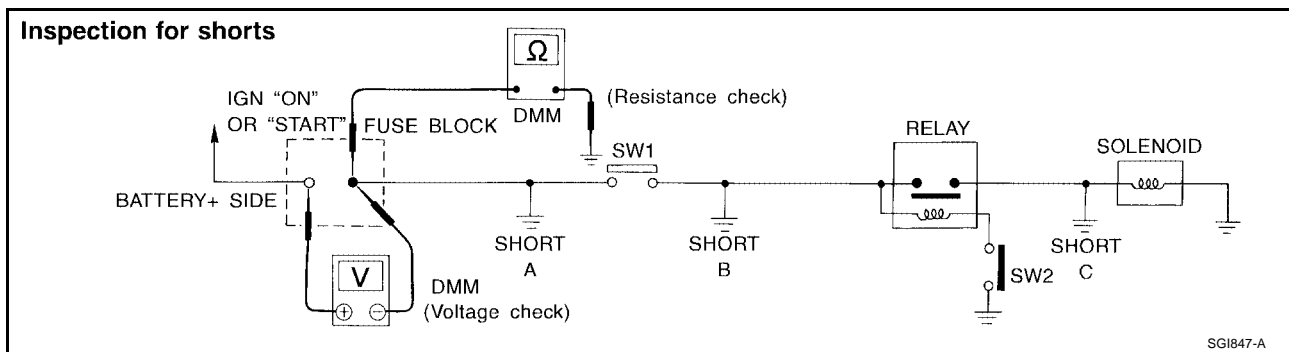 Inspection for shorts
IGN "ON"
OR "START"
FUSE BLOCK
BATTERY+ SIDE
Ω
DMM
(Resistance check)
SW1
RELAY
SOLENOID
SHORT
A
SHORT
B
SHORT
C
SW2
V
+ −
DMM
(Voltage check)
SGI847-A